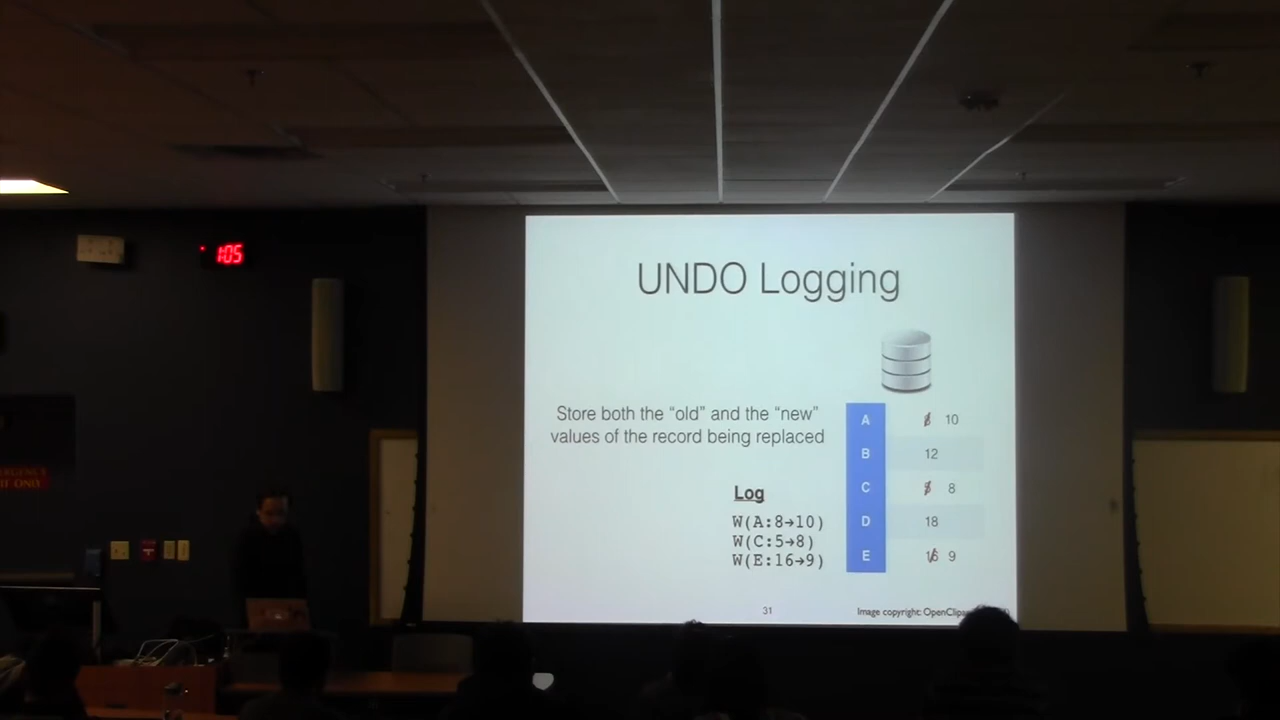 1:05
UNDO Logging
Store both the "old" and the "new"
values of the record being replaced
A 8 10
B 12
C 5 8
D 18
E 16 9
Log
W(A:8→10)
W(C:5→8)
W(E:16→9)
31
Image copyright: